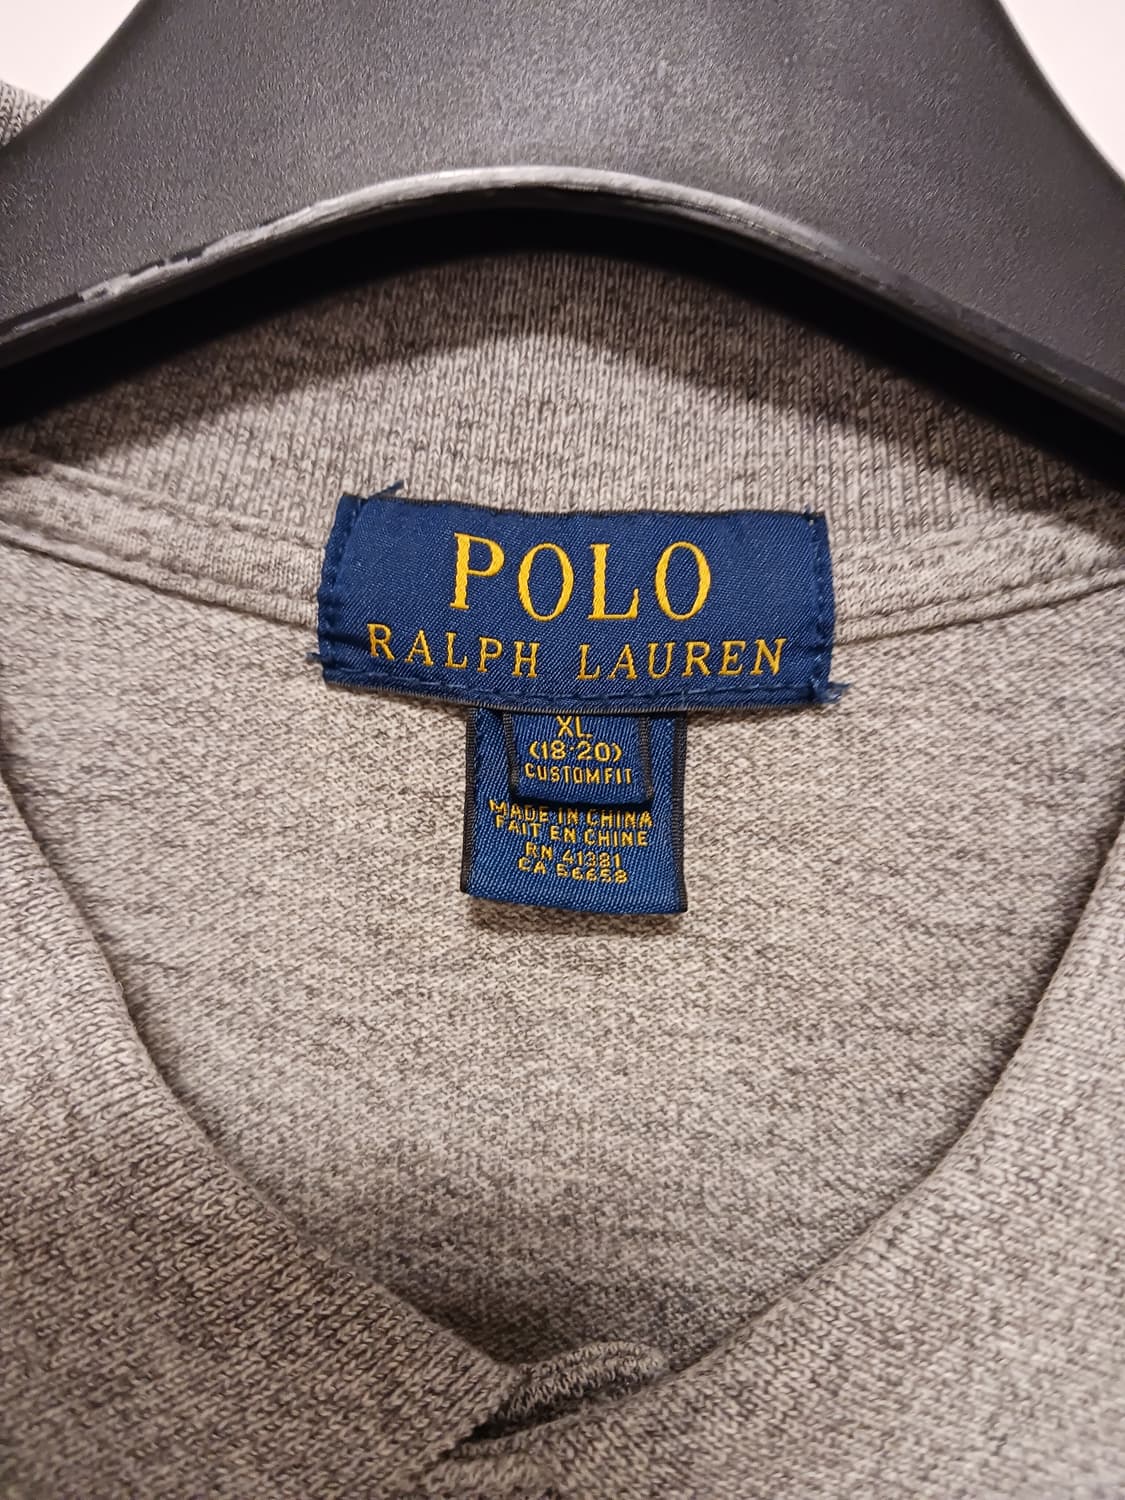 POLO
RALPH LAUREN
XL
(18-20)
CUSTOM FIT
MADE IN CHINA
FAIT EN CHINE
RN 41381
CA 56658